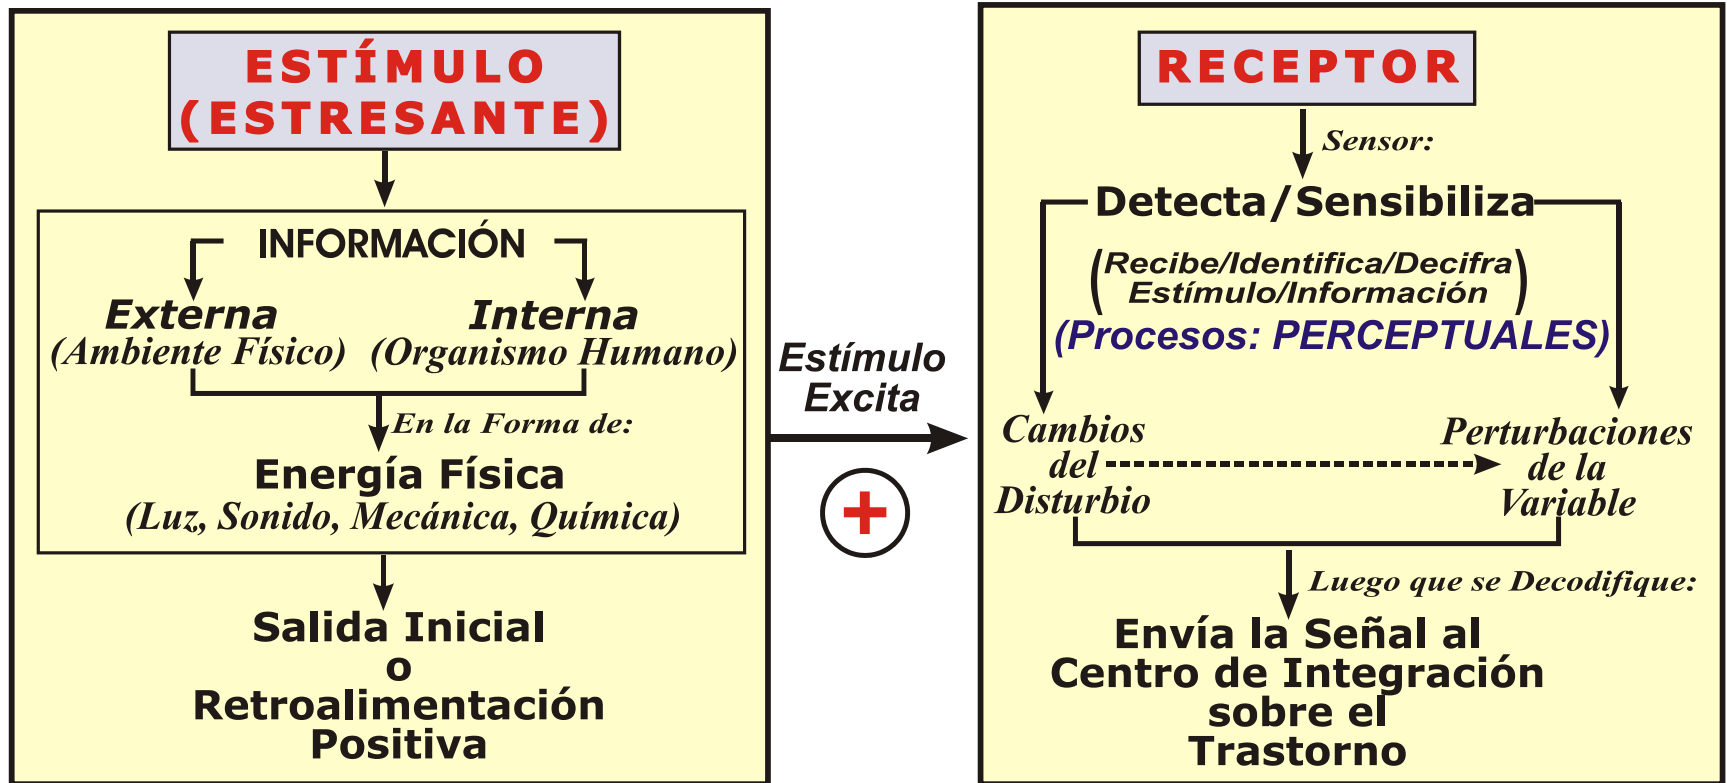 ESTÍMULO
(ESTRESANTE)
INFORMACIÓN
Externa
(Ambiente Físico)
Interna
(Organismo Humano)
En la Forma de:
Energía Física
(Luz, Sonido, Mecánica, Química)
Salida Inicial
o
Retroalimentación
Positiva
Estímulo
Excita
+
RECEPTOR
Sensor:
Detecta/Sensibiliza
(Recibe/Identifica/Decifra
Estímulo/Información)
(Procesos: PERCEPTUALES)
Cambios
del
Disturbio
Perturbaciones
de la
Variable
Luego que se Decodifique:
Envía la Señal al
Centro de Integración
sobre el
Trastorno